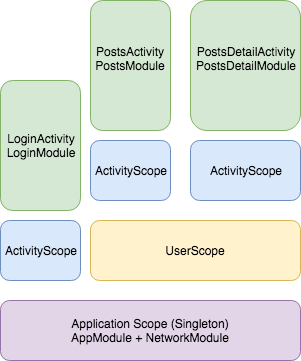 PostsActivity
PostsModule
PostsDetailActivity
PostsDetailModule
LoginActivity
LoginModule
ActivityScope
ActivityScope
ActivityScope
UserScope
Application Scope (Singleton)
AppModule + NetworkModule